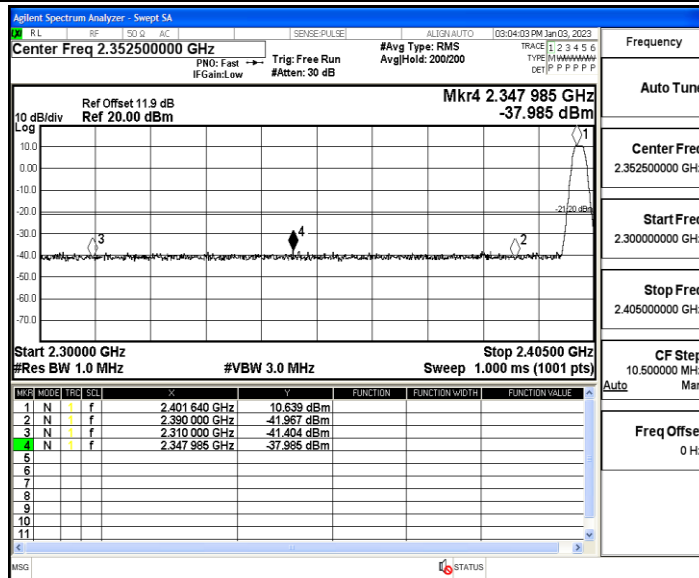 Agilent Spectrum Analyzer - Swept SA
RL RF 50 Ω AC SENSE:PULSE ALIGN AUTO 03:04:03 PM Jan 03, 2023
Center Freq 2.352500000 GHz
PNO: Fast Trig: Free Run
IFGain:Low #Atten: 30 dB
#Avg Type: RMS
Avg|Hold: 200/200
TRACE 1 2 3 4 5 6
TYPE M
DET P P P P P P
Ref Offset 11.9 dB
10 dB/div Ref 20.00 dBm
Log
Mkr4 2.347 985 GHz
-37.985 dBm
10.0
0.00
-10.0
-20.0
-30.0
-40.0
-50.0
-60.0
-70.0
1
-21.20 dBm
3
4
2
Start 2.30000 GHz Stop 2.40500 GHz
#Res BW 1.0 MHz #VBW 3.0 MHz Sweep 1.000 ms (1001 pts)
MKR MODE TRC SCL X Y FUNCTION FUNCTION WIDTH FUNCTION VALUE
1 N 1 f 2.401 640 GHz 10.639 dBm
2 N 1 f 2.390 000 GHz -41.967 dBm
3 N 1 f 2.310 000 GHz -41.404 dBm
4 N 1 f 2.347 985 GHz -37.985 dBm
5
6
7
8
9
10
11
MSG STATUS
Frequency
Auto Tune
Center Freq
2.352500000 GHz
Start Freq
2.300000000 GHz
Stop Freq
2.405000000 GHz
CF Step
10.500000 MHz
Auto Man
Freq Offset
0 Hz